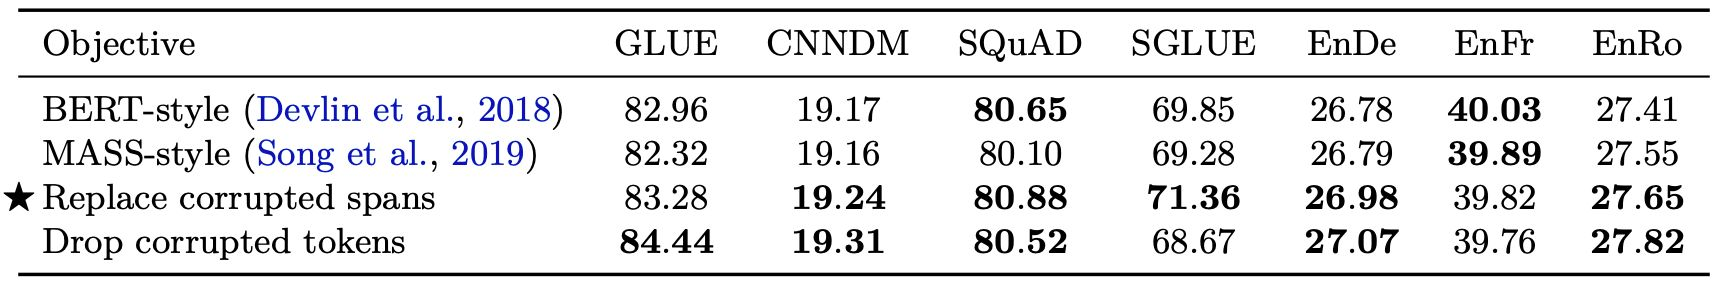 Objective GLUE CNNDM SQuAD SGLUE EnDe EnFr EnRo
BERT-style (Devlin et al., 2018) 82.96 19.17 80.65 69.85 26.78 40.03 27.41
MASS-style (Song et al., 2019) 82.32 19.16 80.10 69.28 26.79 39.89 27.55
★ Replace corrupted spans 83.28 19.24 80.88 71.36 26.98 39.82 27.65
Drop corrupted tokens 84.44 19.31 80.52 68.67 27.07 39.76 27.82